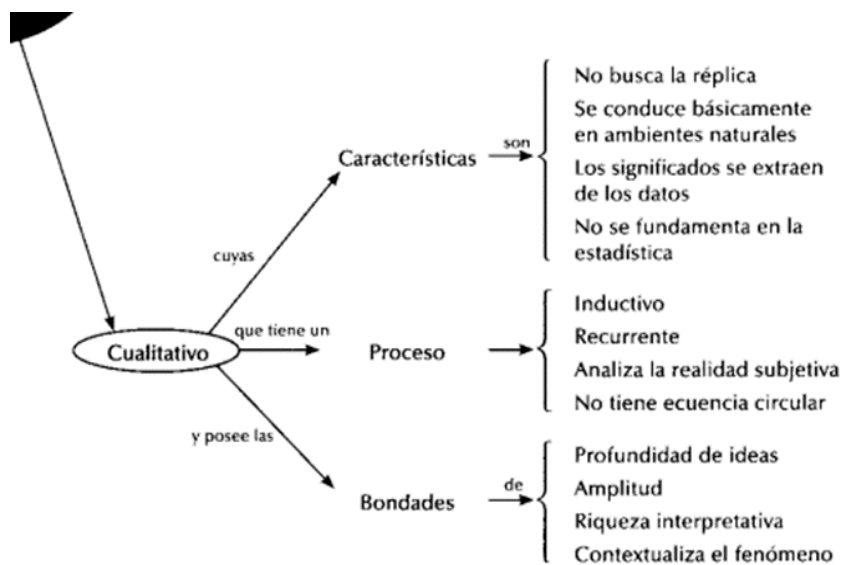 No busca la réplica
Se conduce básicamente
en ambientes naturales
Características
son
Los significados se extraen
de los datos
No se fundamenta en la
estadística
cuyas
Inductivo
que tiene un
Recurrente
Cualitativo
Proceso
Analiza la realidad subjetiva
No tiene ecuencia circular
y posee las
Profundidad de ideas
de
Amplitud
Bondades
Riqueza interpretativa
Contextualiza el fenómeno